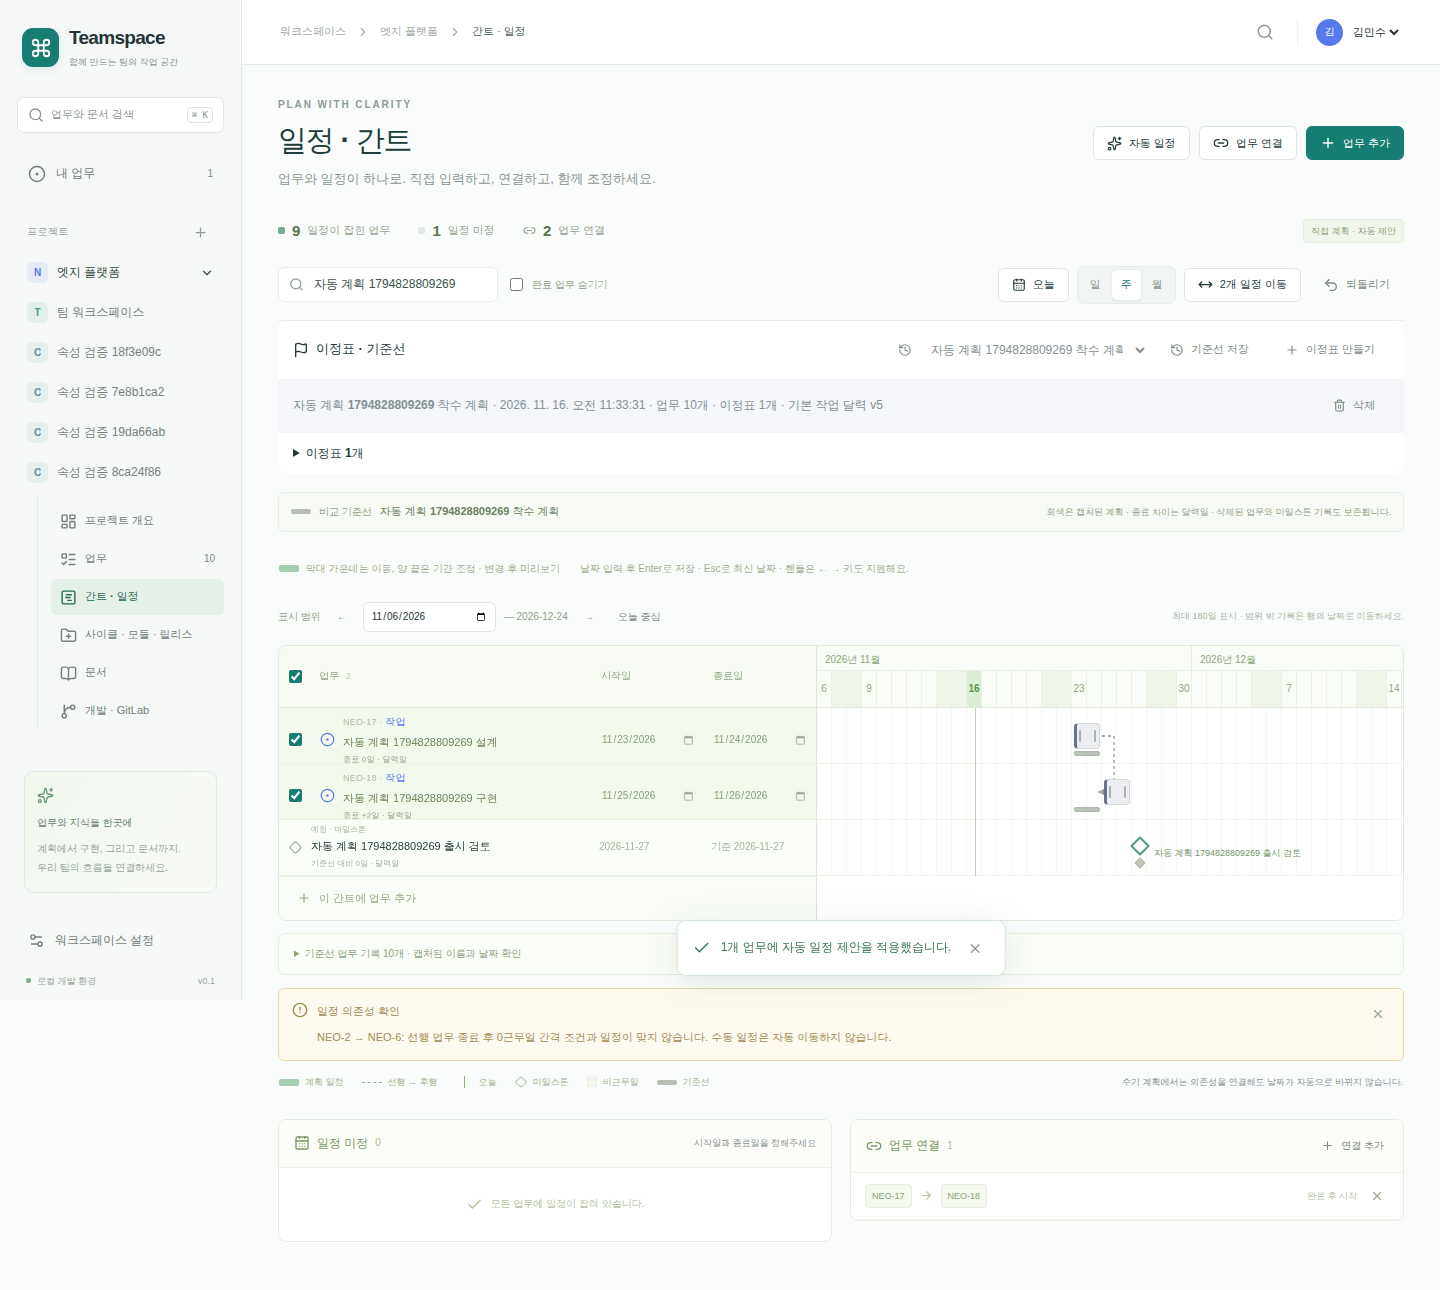 Teamspace
함께 만드는 팀의 작업 공간
업무와 문서 검색
⌘ K
내 업무
1
프로젝트
N 엣지 플랫폼
T 팀 워크스페이스
C 속성 검증 18f3e09c
C 속성 검증 7e8b1ca2
C 속성 검증 19da66ab
C 속성 검증 8ca24f86
프로젝트 개요
업무
10
간트 · 일정
사이클 · 모듈 · 릴리스
문서
개발 · GitLab
업무와 지식을 한곳에
계획에서 구현, 그리고 문서까지.
우리 팀의 흐름을 연결하세요.
워크스페이스 설정
로컬 개발 환경
v0.1
워크스페이스 > 엣지 플랫폼 > 간트 · 일정
김 김민수
PLAN WITH CLARITY
일정 · 간트
업무와 일정이 하나로. 직접 입력하고, 연결하고, 함께 조정하세요.
자동 일정
업무 연결
업무 추가
9 일정이 잡힌 업무
1 일정 미정
2 업무 연결
직접 계획 · 자동 제안
자동 계획 1794828809269
완료 업무 숨기기
오늘
일 주 월
2개 일정 이동
되돌리기
이정표 · 기준선
자동 계획 1794828809269 착수 계획
기준선 저장
이정표 만들기
자동 계획 1794828809269 착수 계획 · 2026. 11. 16. 오전 11:33:31 · 업무 10개 · 이정표 1개 · 기본 작업 달력 v5
삭제
이정표 1개
비교 기준선 자동 계획 1794828809269 착수 계획
회색은 캡처된 계획 · 종료 차이는 달력일 · 삭제된 업무와 마일스톤 기록도 보존됩니다.
막대 가운데는 이동, 양 끝은 기간 조정 · 변경 후 미리보기
날짜 입력 후 Enter로 저장 · Esc로 최신 날짜 · 핸들은 ← → 키도 지원해요.
표시 범위 ← 11/06/2026 — 2026-12-24 → 오늘 중심
최대 180일 표시 · 범위 밖 기록은 행의 날짜로 이동하세요.
업무 2
시작일
종료일
2026년 11월
2026년 12월
6 9 16 23 30 7 14
NEO-17 · 작업
자동 계획 1794828809269 설계
종료 0일 · 달력일
11/23/2026
11/24/2026
NEO-18 · 작업
자동 계획 1794828809269 구현
종료 +2일 · 달력일
11/25/2026
11/26/2026
예정 · 마일스톤
자동 계획 1794828809269 출시 검토
기준선 대비 0일 · 달력일
2026-11-27
기준 2026-11-27
자동 계획 1794828809269 출시 검토
이 간트에 업무 추가
기준선 업무 기록 10개 · 캡처된 이름과 날짜 확인
1개 업무에 자동 일정 제안을 적용했습니다.
일정 의존성 확인
NEO-2 → NEO-6: 선행 업무 종료 후 0근무일 간격 조건과 일정이 맞지 않습니다. 수동 일정은 자동 이동하지 않습니다.
계획 일정
선행 → 후행
오늘
마일스톤
비근무일
기준선
수기 계획에서는 의존성을 연결해도 날짜가 자동으로 바뀌지 않습니다.
일정 미정 0
시작일과 종료일을 정해주세요
모든 업무에 일정이 잡혀 있습니다.
업무 연결 1
연결 추가
NEO-17 → NEO-18
완료 후 시작